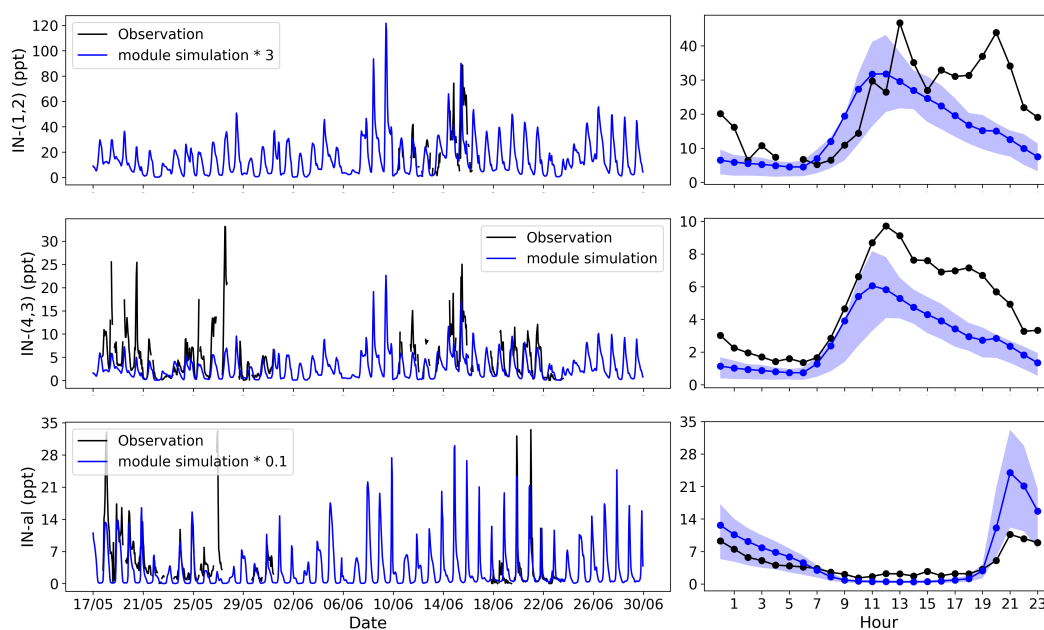 IN-(1,2) (ppt)
120
100
80
60
40
20
0
Observation
module simulation * 3
40
30
20
10
0
IN-(4,3) (ppt)
30
25
20
15
10
5
0
Observation
module simulation
10
8
6
4
2
0
IN-al (ppt)
35
28
21
14
7
0
Observation
module simulation * 0.1
17/05 21/05 25/05 29/05 02/06 06/06 10/06 14/06 18/06 22/06 26/06 30/06
Date
35
28
21
14
7
0
1 3 5 7 9 11 13 15 17 19 21 23
Hour